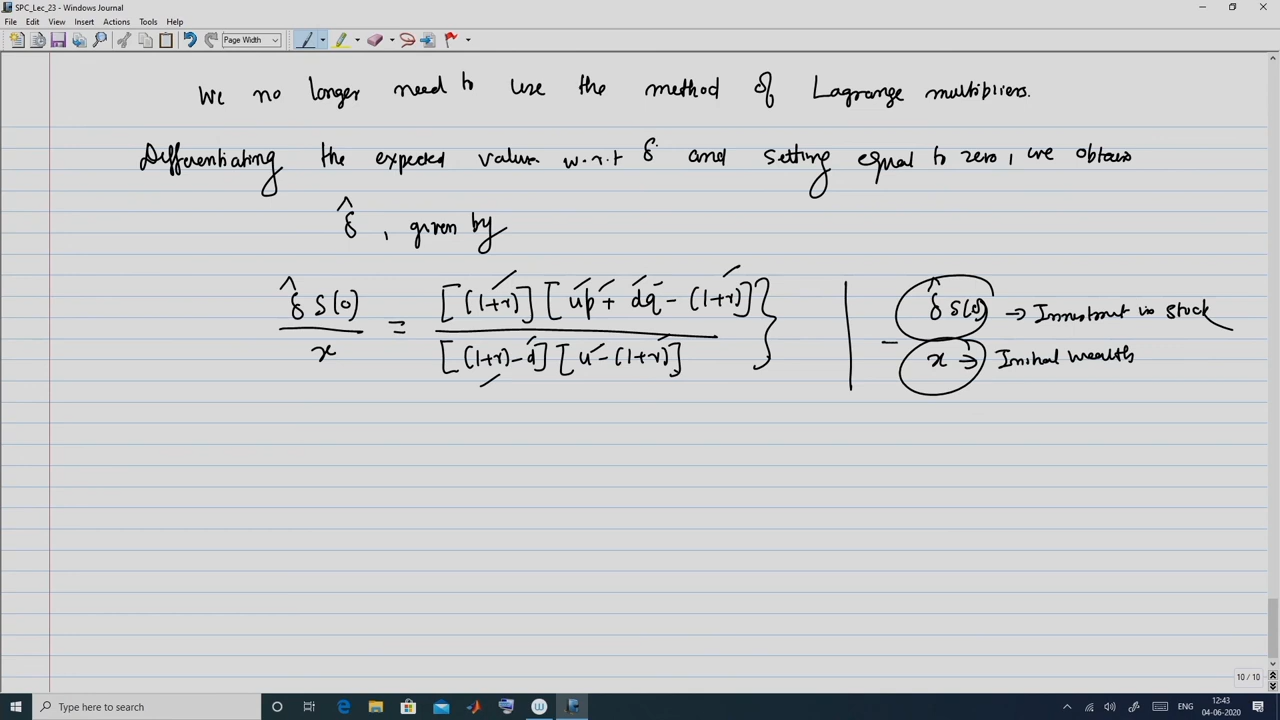 SPC_Lec_23 - Windows Journal
File Edit View Insert Actions Tools Help
Page Width
We no longer need to use the method of Lagrange multipliers.
Differentiating the expected value w.r.t δ and setting equal to zero, we obtain
δ̂, given by
δ̂ S(0) / x = [(1+r)] [up + dq - (1+r)] / [(1+r)-d] [u - (1+r)] }
δ̂ S(0) → Investment in stock
x → Initial wealth
10 / 10
Type here to search
ENG
12:43
04-06-2020